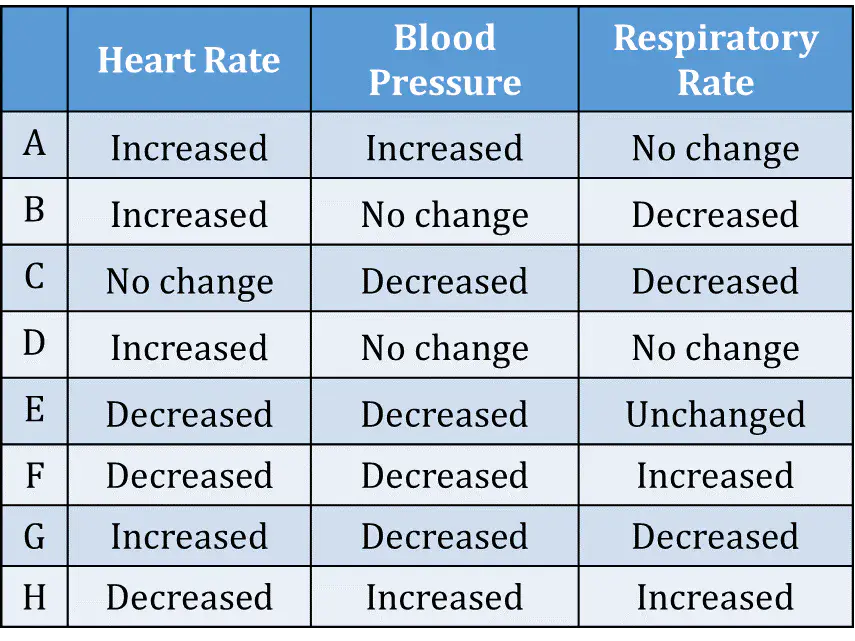 Heart Rate Blood Pressure Respiratory Rate
A Increased Increased No change
B Increased No change Decreased
C No change Decreased Decreased
D Increased No change No change
E Decreased Decreased Unchanged
F Decreased Decreased Increased
G Increased Decreased Decreased
H Decreased Increased Increased